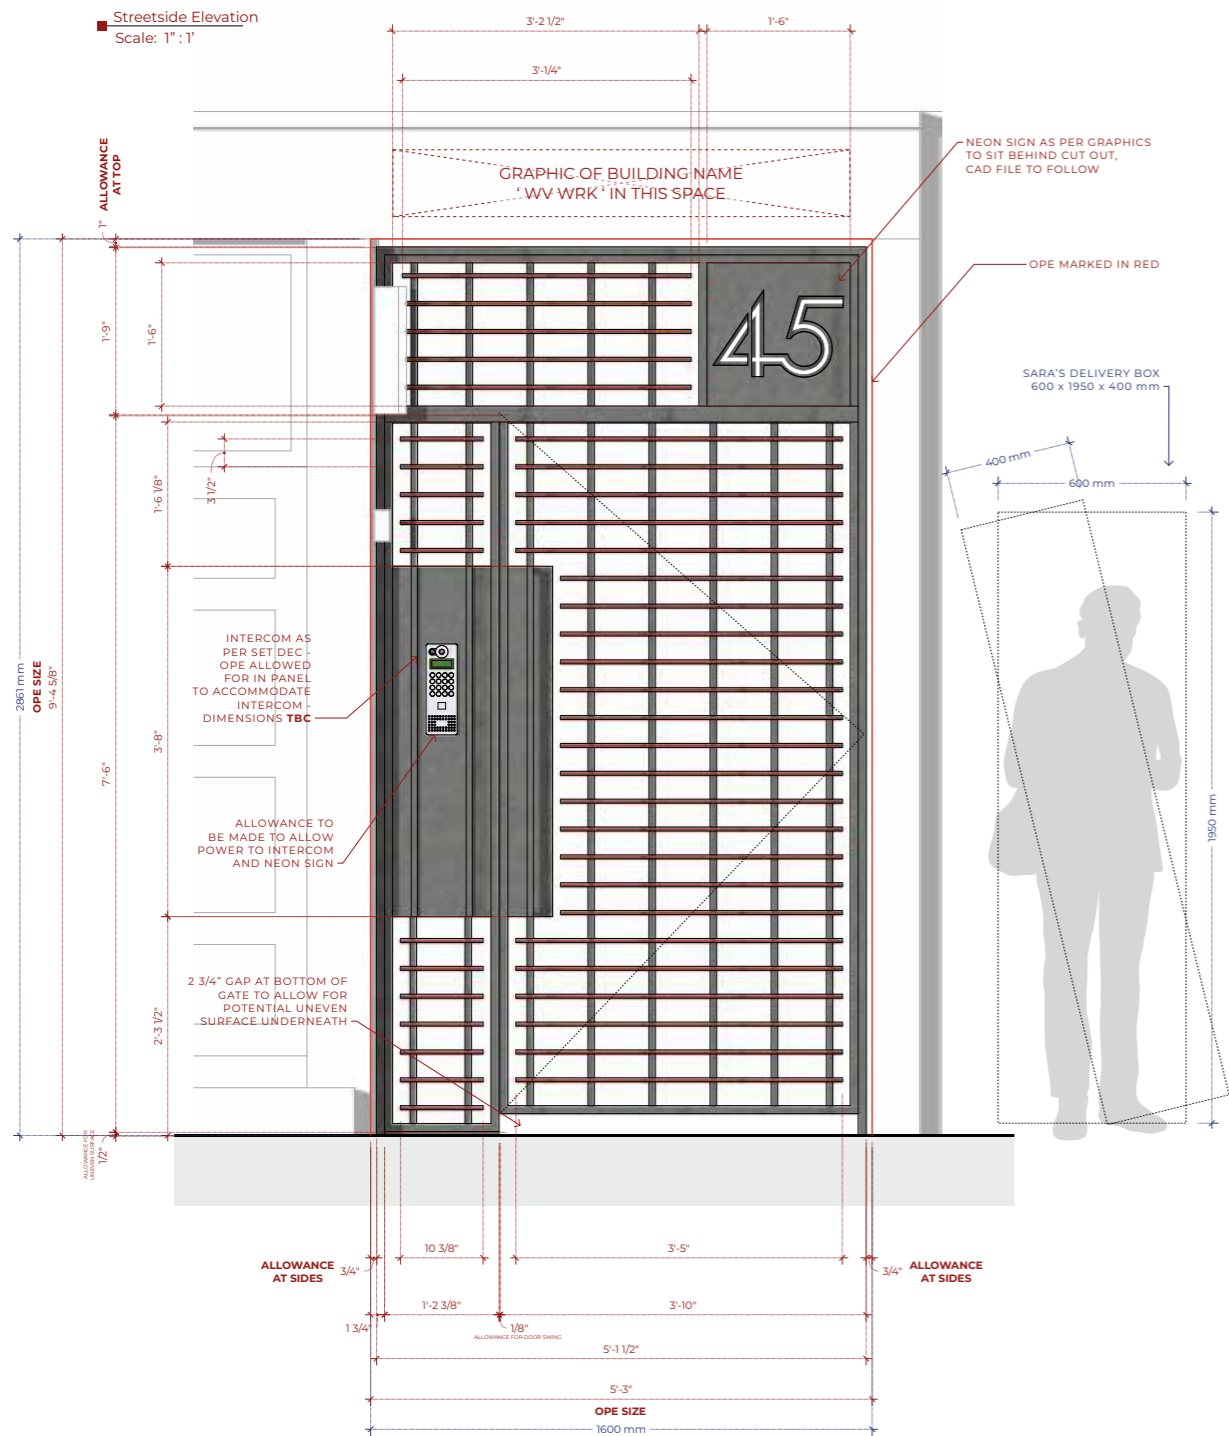 Streetside Elevation
Scale: 1" : 1'
3'-2 1/2"
1'-6"
3'-1/4"
ALLOWANCE
AT TOP
1"
GRAPHIC OF BUILDING NAME
' WV WRK ' IN THIS SPACE
NEON SIGN AS PER GRAPHICS
TO SIT BEHIND CUT OUT,
CAD FILE TO FOLLOW
OPE MARKED IN RED
45
1'-9"
1'-6"
SARA'S DELIVERY BOX
600 x 1950 x 400 mm
400 mm
600 mm
1950 mm
3 1/2"
1'-6 1/8"
INTERCOM AS
PER SET DEC -
OPE ALLOWED
FOR IN PANEL
TO ACCOMMODATE
INTERCOM -
DIMENSIONS TBC
2861 mm
OPE SIZE
9'-4 5/8"
7'-6"
3'-8"
ALLOWANCE TO
BE MADE TO ALLOW
POWER TO INTERCOM
AND NEON SIGN
2 3/4" GAP AT BOTTOM OF
GATE TO ALLOW FOR
POTENTIAL UNEVEN
SURFACE UNDERNEATH
2'-3 1/2"
ALLOWANCE FOR
UNEVEN SURFACE
1/2"
ALLOWANCE
AT SIDES
3/4"
10 3/8"
3'-5"
3/4"
ALLOWANCE
AT SIDES
1 3/4"
1'-2 3/8"
1/8"
ALLOWANCE FOR DOOR SWING
3'-10"
5'-1 1/2"
5'-3"
OPE SIZE
1600 mm